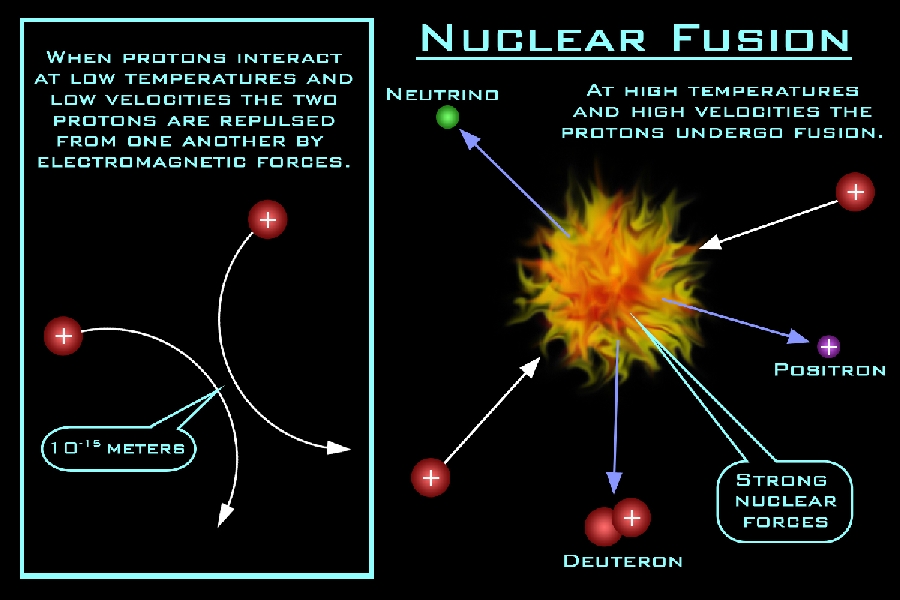 Nuclear Fusion
When protons interact
at low temperatures and
low velocities the two
protons are repulsed
from one another by
electromagnetic forces.
+
+
10⁻¹⁵ meters
Neutrino
At high temperatures
and high velocities the
protons undergo fusion.
+
+
Positron
+
Strong
nuclear
forces
+
Deuteron